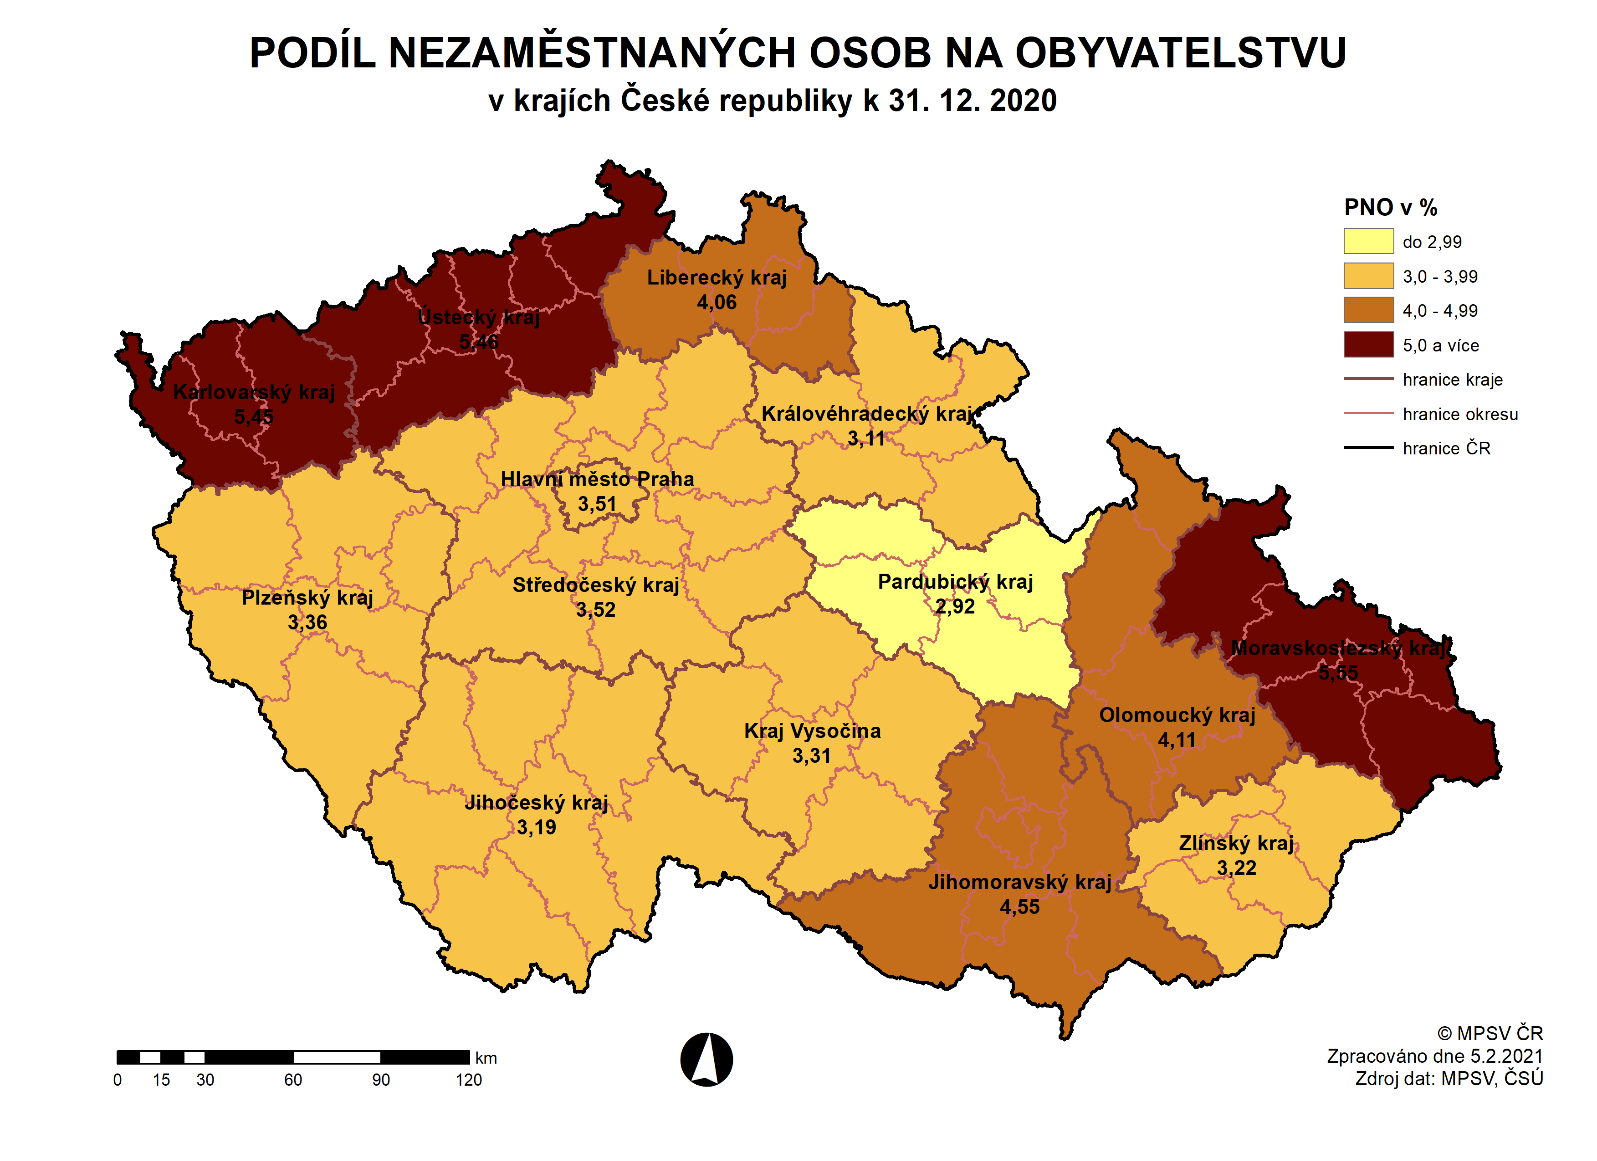 PODÍL NEZAMĚSTNANÝCH OSOB NA OBYVATELSTVU
v krajích České republiky k 31. 12. 2020
PNO v %
do 2,99
3,0 - 3,99
4,0 - 4,99
5,0 a více
hranice kraje
hranice okresu
hranice ČR
Liberecký kraj
4,06
Ústecký kraj
5,46
Karlovarský kraj
5,45
Královéhradecký kraj
3,11
Hlavní město Praha
3,51
Středočeský kraj
3,52
Pardubický kraj
2,92
Plzeňský kraj
3,36
Moravskoslezský kraj
5,55
Olomoucký kraj
4,11
Kraj Vysočina
3,31
Jihočeský kraj
3,19
Zlínský kraj
3,22
Jihomoravský kraj
4,55
km
0 15 30 60 90 120
© MPSV ČR
Zpracováno dne 5.2.2021
Zdroj dat: MPSV, ČSÚ